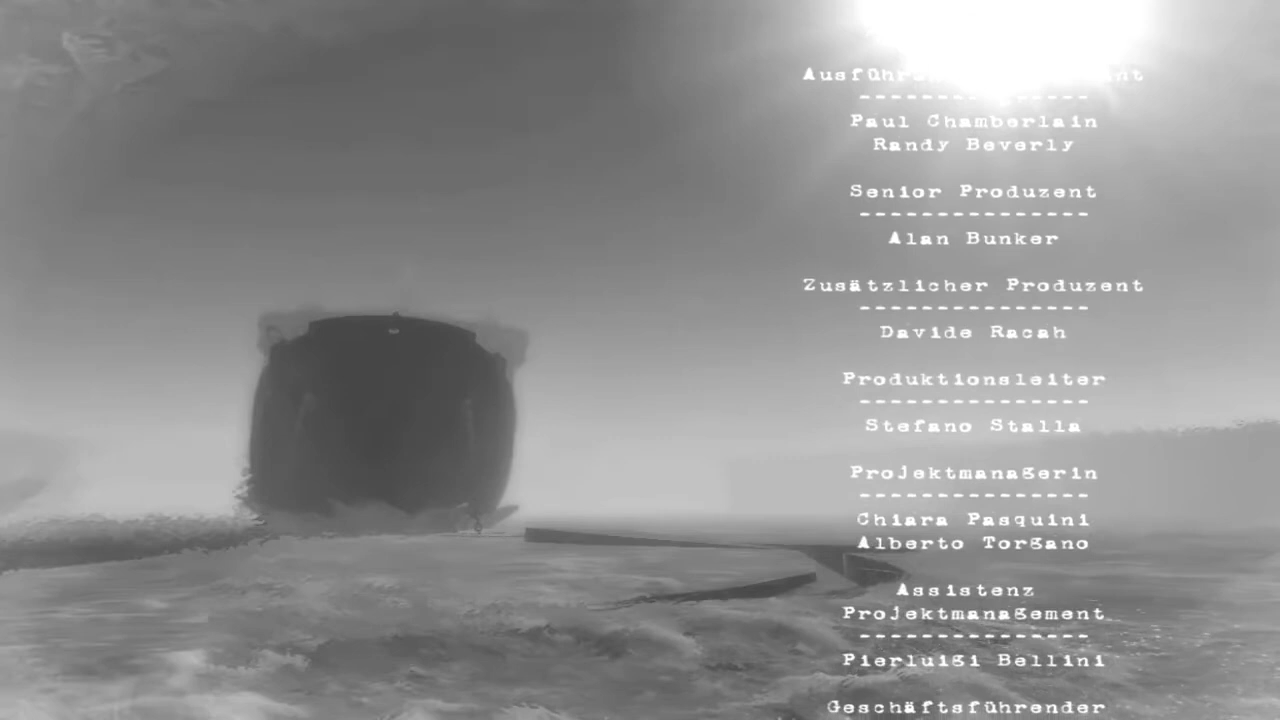 Paul Chamberlain
Randy Beverly
Senior Produzent
---------------
Alan Bunker
Zusätzlicher Produzent
---------------
Davide Racah
Produktionsleiter
---------------
Stefano Stalla
Projektmanagerin
---------------
Chiara Pasquini
Alberto Torgano
Assistenz
Projektmanagement
---------------
Pierluigi Bellini
Geschäftsführender